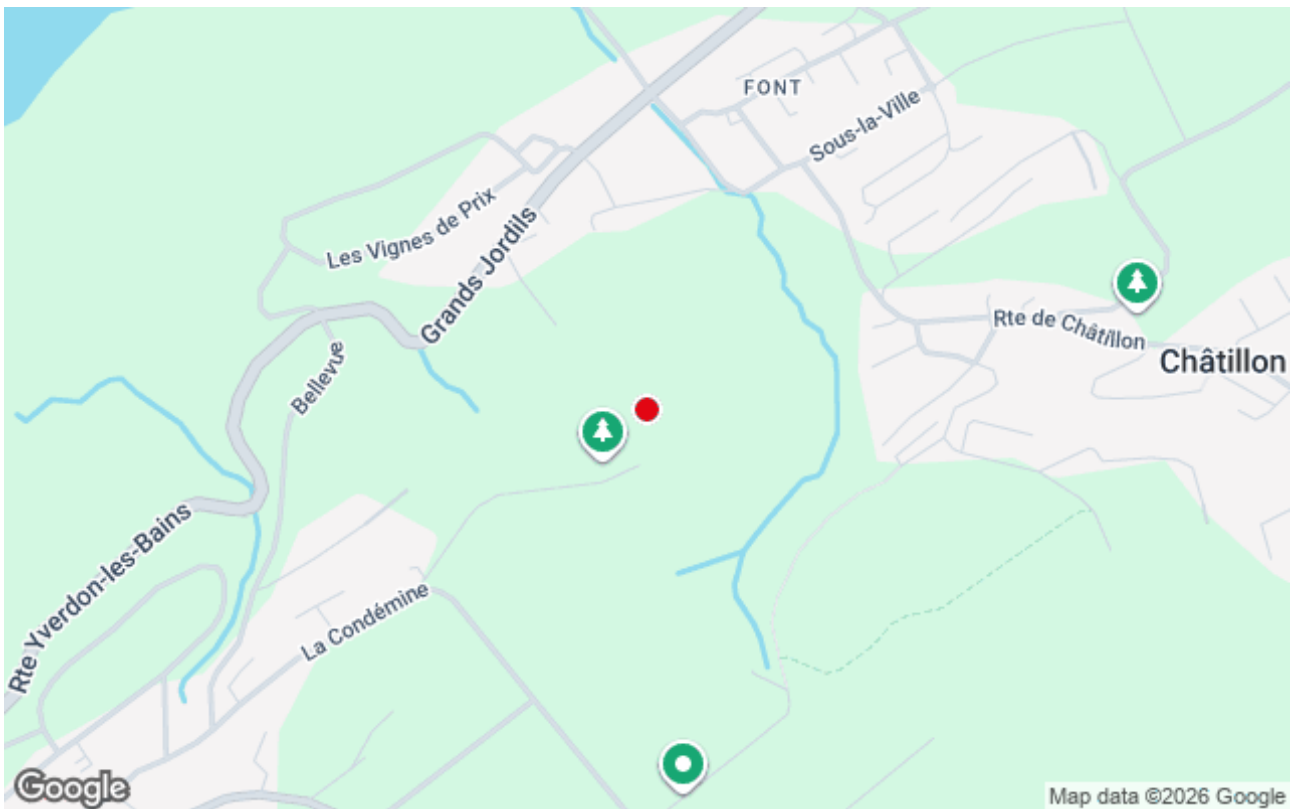 FONT
Sous-la-Ville
Les Vignes de Prix
Grands Jordils
Rte de Châtillon
Châtillon
Bellevue
Rte Yverdon-les-Bains
La Condémine
Google
Map data ©2026 Google